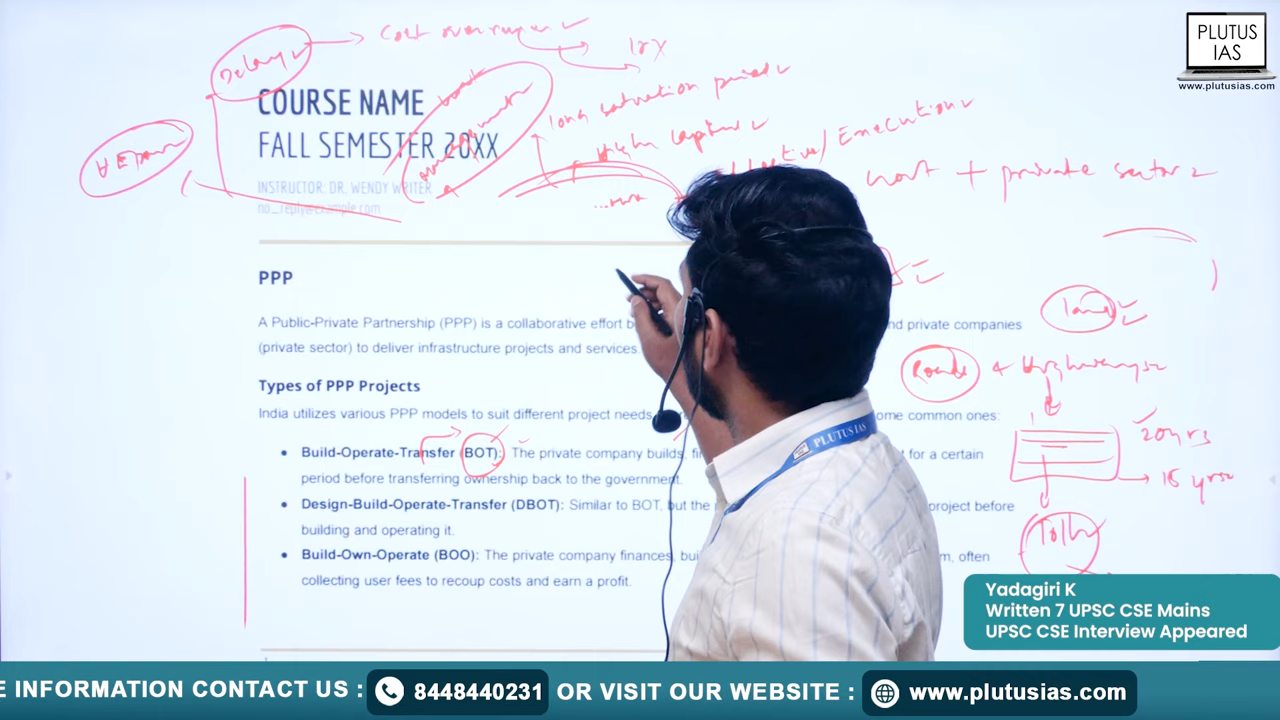 PLUTUS
IAS
www.plutusias.com
Delay → Cost overrun
long period
Execution
COURSE NAME
FALL SEMESTER 20XX
+ private sector
INSTRUCTOR: DR. WENDY WRITER
no_reply@example.com
PPP
A Public-Private Partnership (PPP) is a collaborative effort b nd private companies
(private sector) to deliver infrastructure projects and services
Land
Roads + Highways
Types of PPP Projects
India utilizes various PPP models to suit different project needs ome common ones:
• Build-Operate-Transfer (BOT): The private company builds, fi t for a certain
period before transferring ownership back to the government.
20yrs
15 yrs
• Design-Build-Operate-Transfer (DBOT): Similar to BOT, but the project before
building and operating it.
• Build-Own-Operate (BOO): The private company finances, bui m, often
collecting user fees to recoup costs and earn a profit.
Toll
PLUTUS IAS
Yadagiri K
Written 7 UPSC CSE Mains
UPSC CSE Interview Appeared
E INFORMATION CONTACT US : 8448440231 OR VISIT OUR WEBSITE : www.plutusias.com